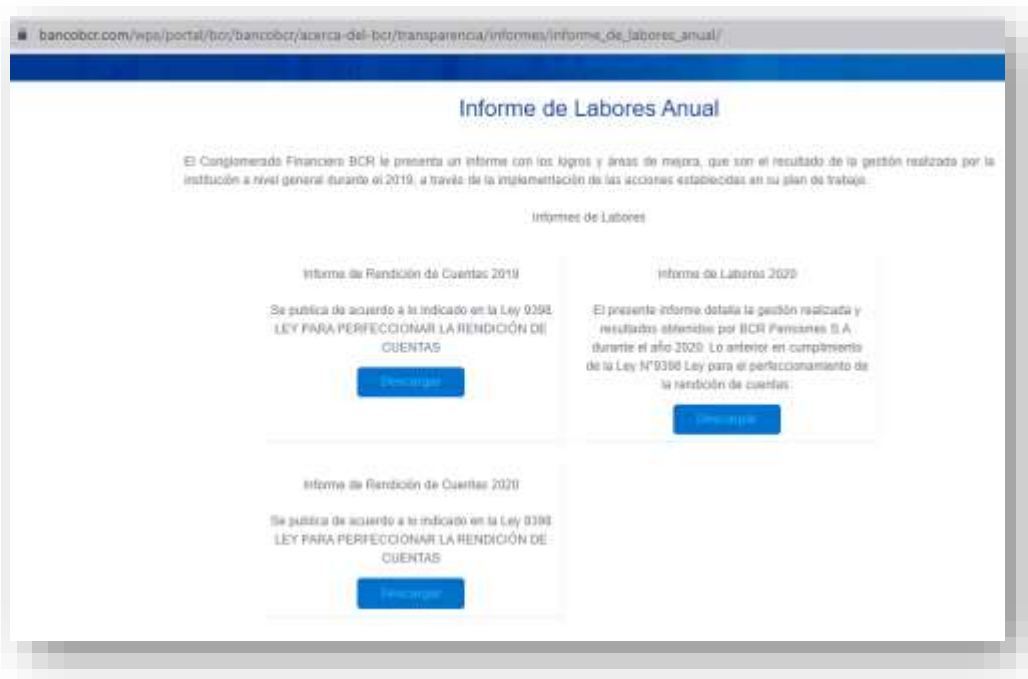 bancobcr.com/wps/portal/bcr/bancobcr/acerca-del-bcr/transparencia/informes/informe_de_labores_anual/
Informe de Labores Anual
El Conglomerado Financiero BCR le presenta un informe con los logros y áreas de mejora, que son el resultado de la gestión realizada por la
institución a nivel general durante el 2019, a través de la implementación de las acciones establecidas en su plan de trabajo.
Informes de Labores
Informe de Rendición de Cuentas 2019
Se publica de acuerdo a lo indicado en la Ley 9398
LEY PARA PERFECCIONAR LA RENDICIÓN DE
CUENTAS
Descargar
Informe de Labores 2020
El presente informe detalla la gestión realizada y
resultados obtenidos por BCR Pensiones S.A
durante el año 2020. Lo anterior en cumplimiento
de la Ley N°9398 Ley para el perfeccionamiento de
la rendición de cuentas.
Descargar
Informe de Rendición de Cuentas 2020
Se publica de acuerdo a lo indicado en la Ley 9398
LEY PARA PERFECCIONAR LA RENDICIÓN DE
CUENTAS
Descargar